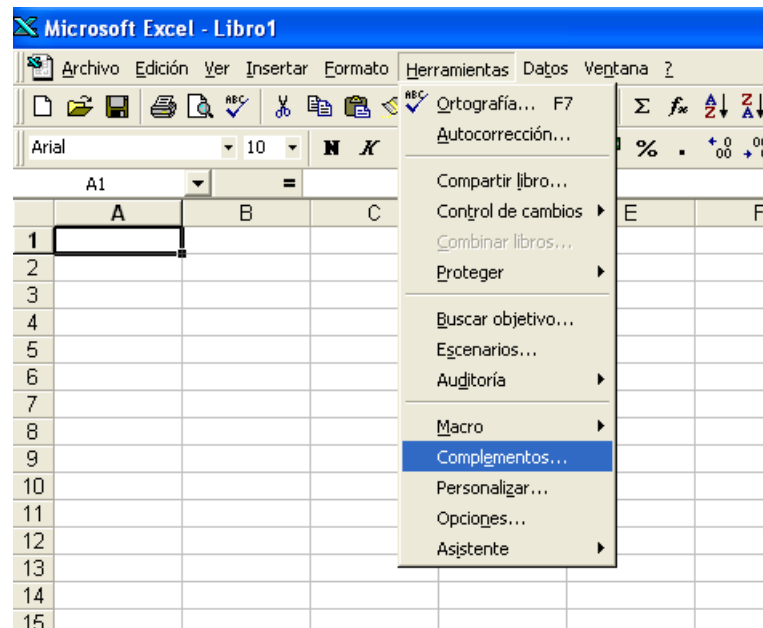 Microsoft Excel - Libro1
Archivo Edición Ver Insertar Formato Herramientas Datos Ventana ?
ABC Σ fx A Z Z A
Arial 10 N K % .
A1 =
A B C E F
Ortografía... F7
Autocorrección...
Compartir libro...
Control de cambios
Combinar libros...
Proteger
Buscar objetivo...
Escenarios...
Auditoría
Macro
Complementos...
Personalizar...
Opciones...
Asistente
1
2
3
4
5
6
7
8
9
10
11
12
13
14
15